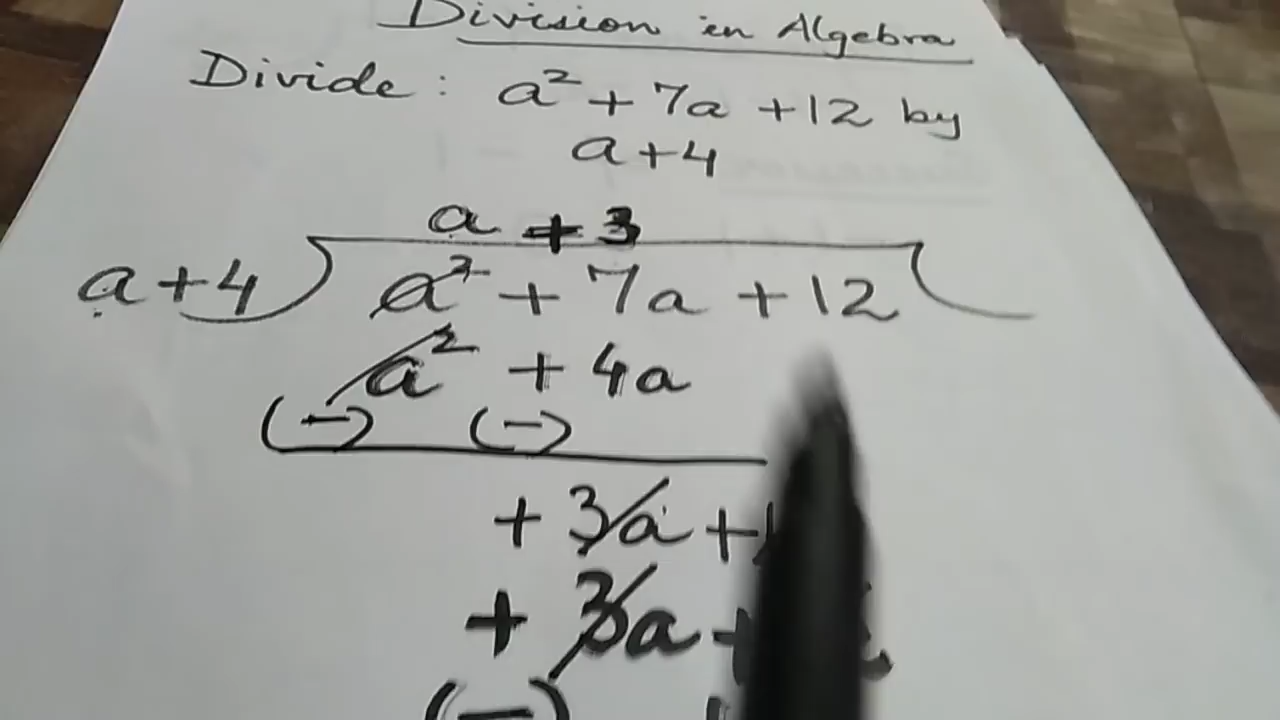 Division in Algebra
Divide : a² + 7a + 12 by
a + 4
a + 3
a + 4 ) a² + 7a + 12 (
a² + 4a
(-) (-)
+ 3a +
+ 3a +
(-)